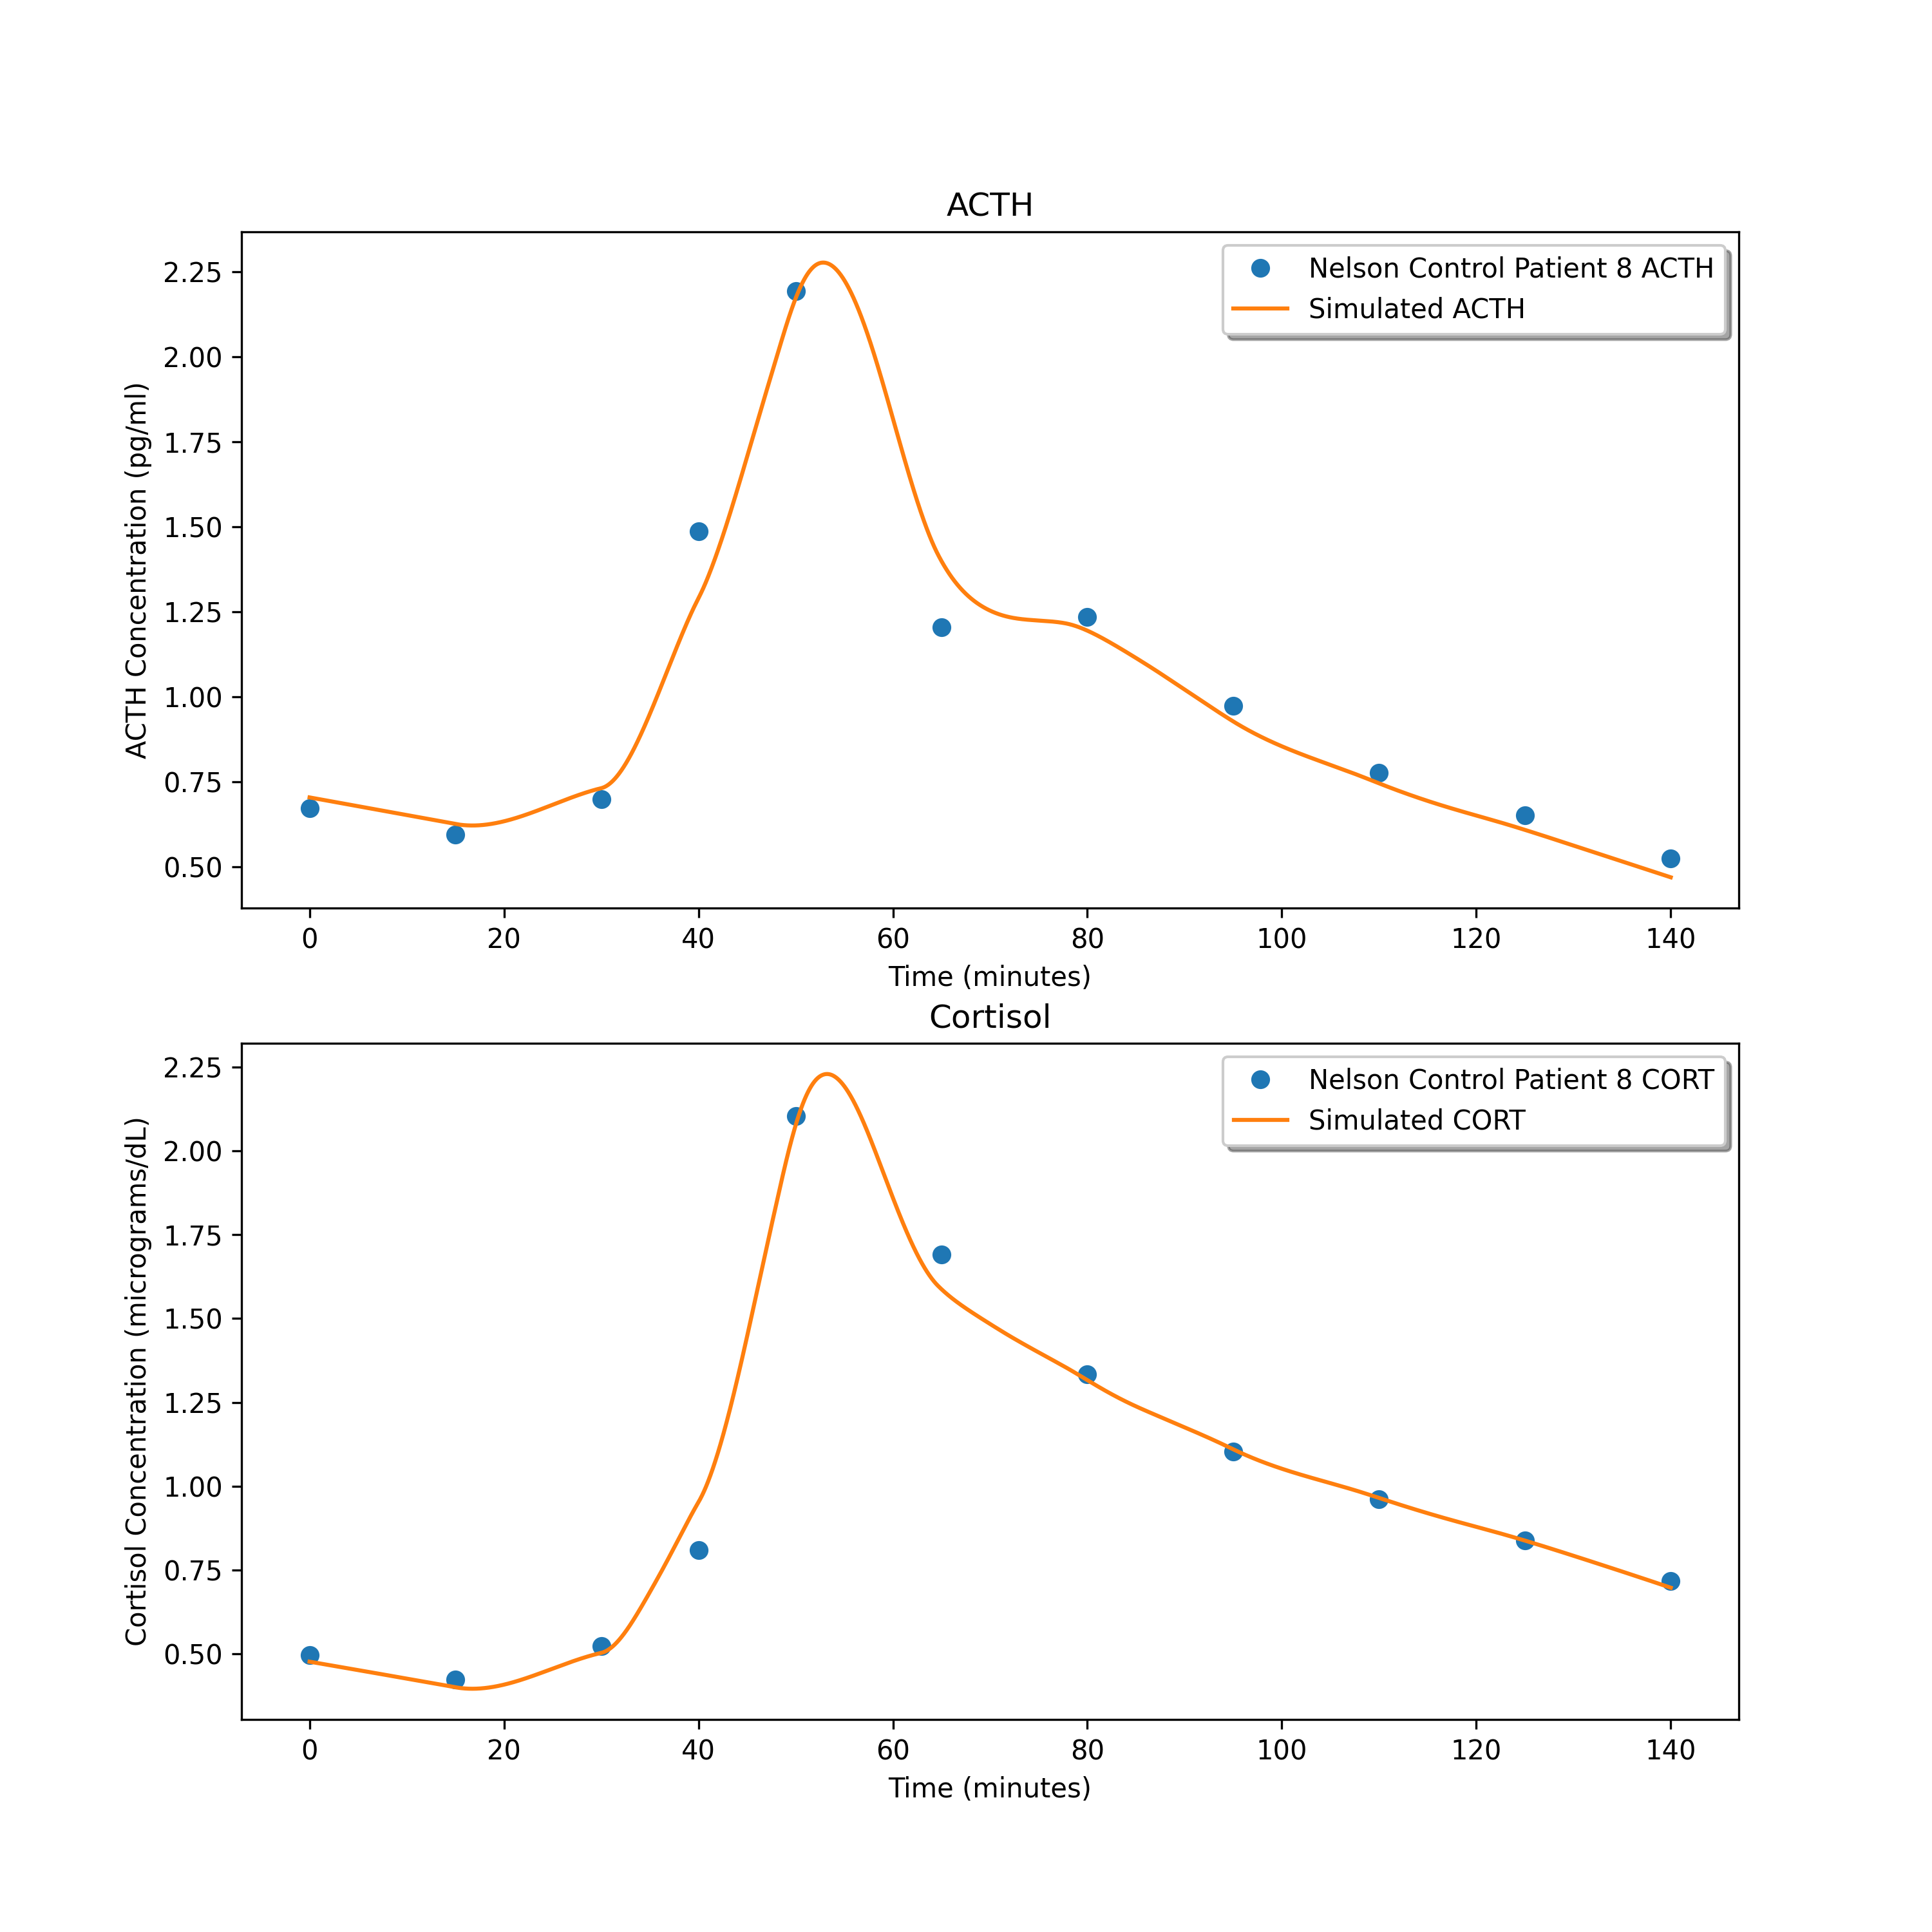 ACTH
Nelson Control Patient 8 ACTH
Simulated ACTH
ACTH Concentration (pg/ml)
2.25
2.00
1.75
1.50
1.25
1.00
0.75
0.50
0 20 40 60 80 100 120 140
Time (minutes)
Cortisol
Nelson Control Patient 8 CORT
Simulated CORT
Cortisol Concentration (micrograms/dL)
2.25
2.00
1.75
1.50
1.25
1.00
0.75
0.50
0 20 40 60 80 100 120 140
Time (minutes)